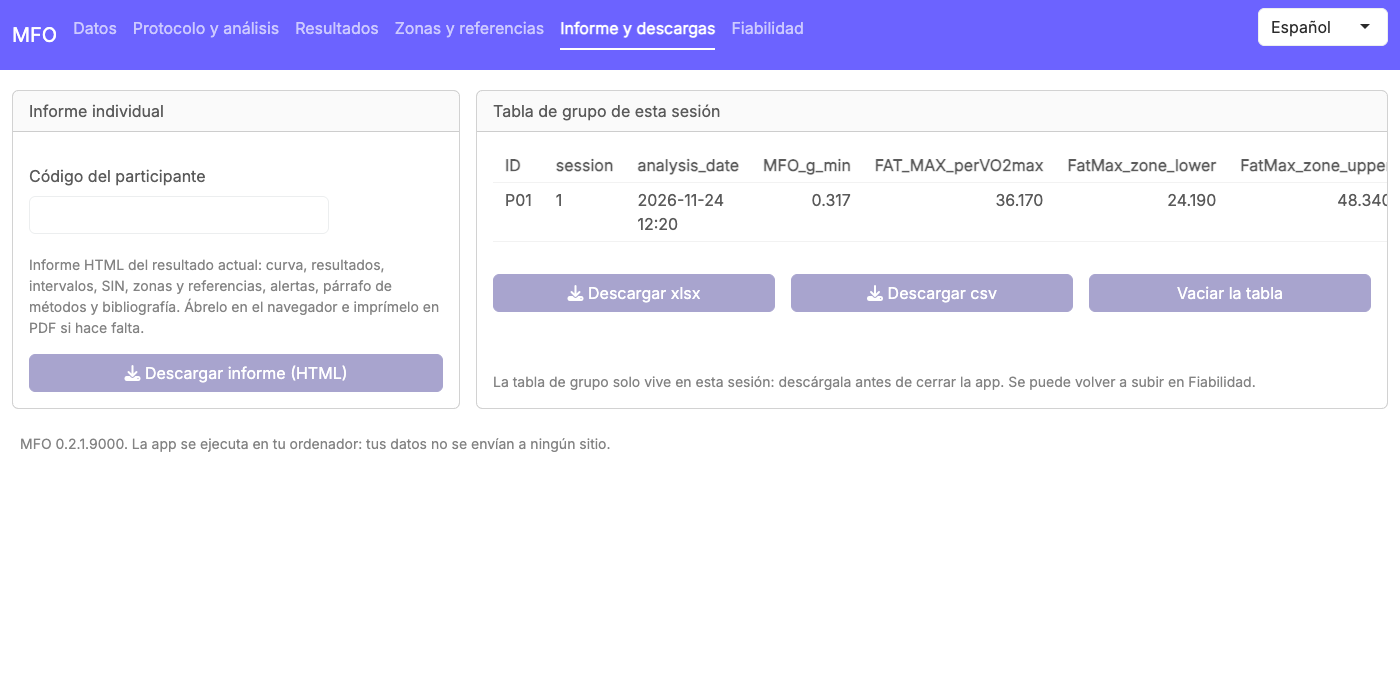 MFO Datos Protocolo y análisis Resultados Zonas y referencias Informe y descargas Fiabilidad Español
Informe individual
Código del participante
Informe HTML del resultado actual: curva, resultados,
intervalos, SIN, zonas y referencias, alertas, párrafo de
métodos y bibliografía. Ábrelo en el navegador e imprímelo en
PDF si hace falta.
Descargar informe (HTML)
Tabla de grupo de esta sesión
ID session analysis_date MFO_g_min FAT_MAX_perVO2max FatMax_zone_lower FatMax_zone_upper
P01 1 2026-11-24 0.317 36.170 24.190 48.340
12:20
Descargar xlsx Descargar csv Vaciar la tabla
La tabla de grupo solo vive en esta sesión: descárgala antes de cerrar la app. Se puede volver a subir en Fiabilidad.
MFO 0.2.1.9000. La app se ejecuta en tu ordenador: tus datos no se envían a ningún sitio.